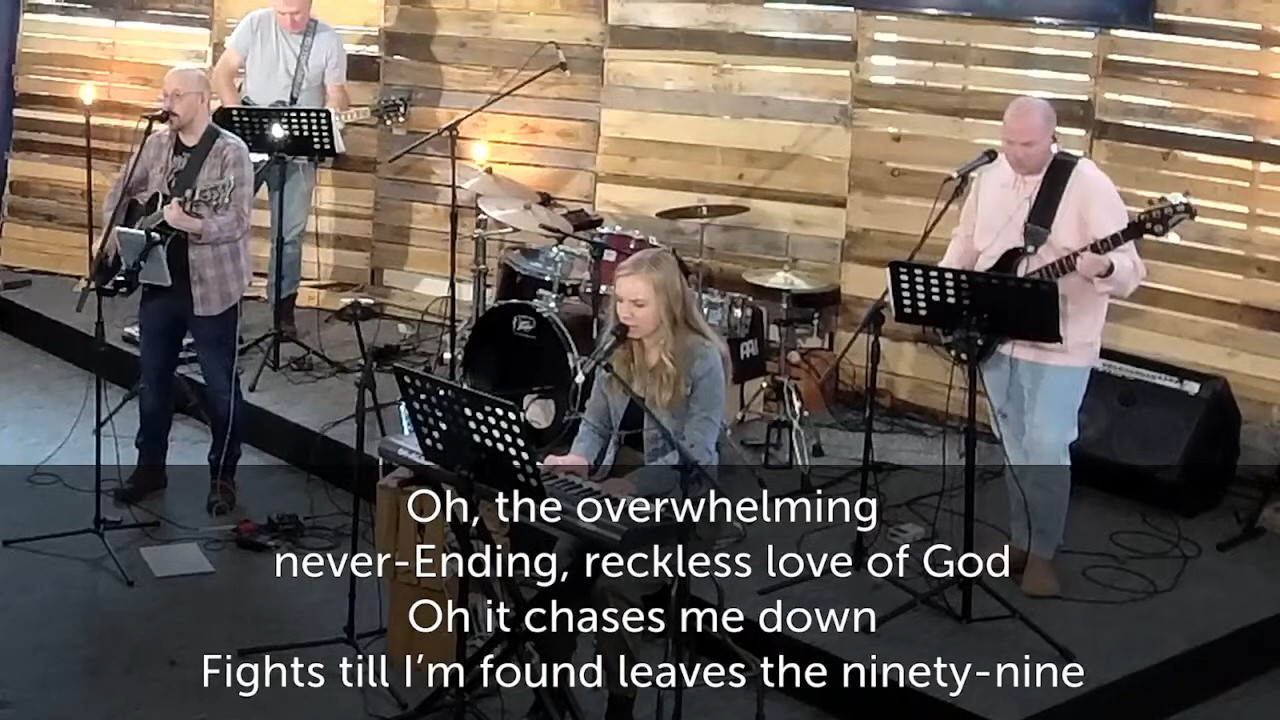 Oh, the overwhelming
never-Ending, reckless love of God
Oh it chases me down
Fights till I’m found leaves the ninety-nine